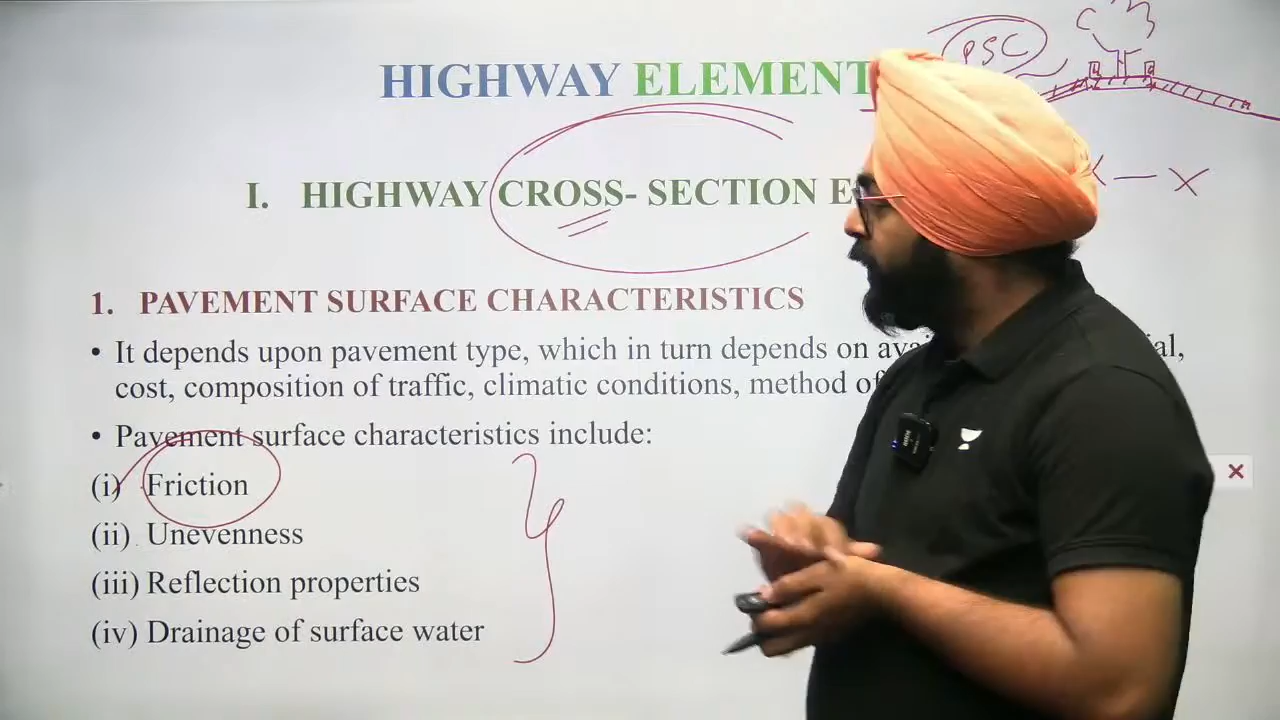 HIGHWAY ELEMENT
PSC
I. HIGHWAY CROSS- SECTION E
X - X
1. PAVEMENT SURFACE CHARACTERISTICS
• It depends upon pavement type, which in turn depends on
cost, composition of traffic, climatic conditions, method of
• Pavement surface characteristics include:
(i) Friction
(ii) Unevenness
(iii) Reflection properties
(iv) Drainage of surface water